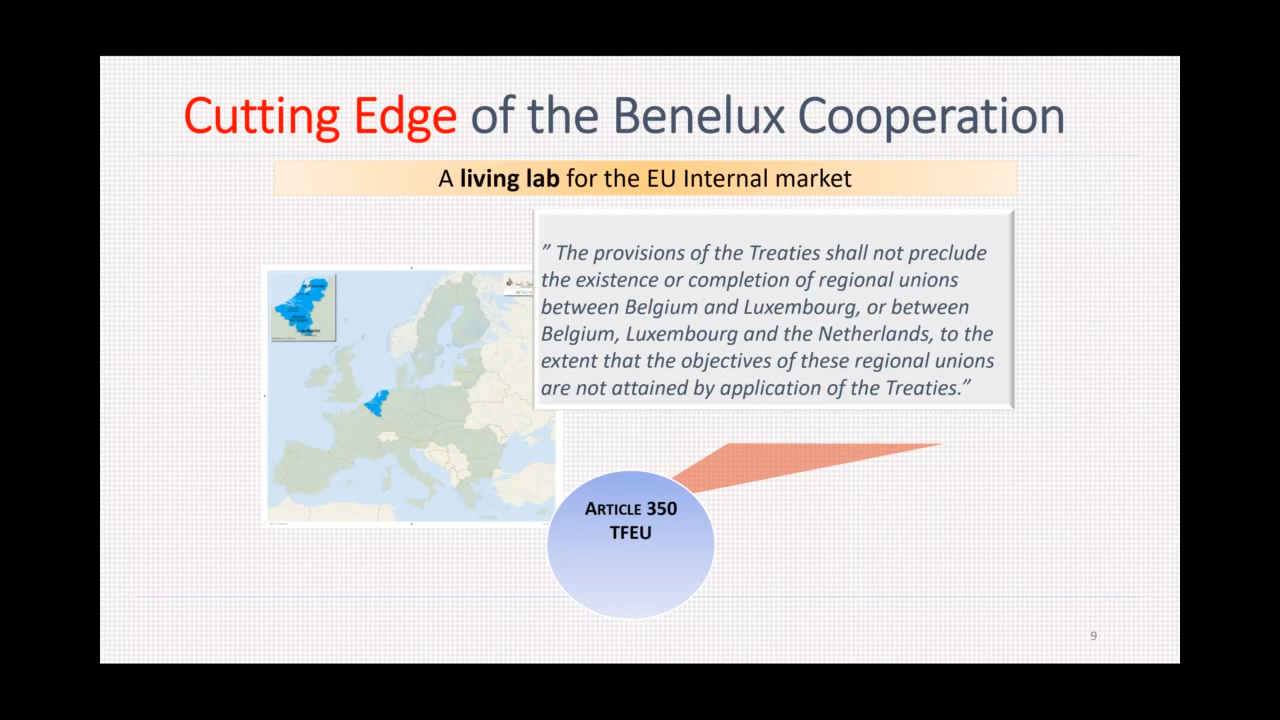 Cutting Edge of the Benelux Cooperation
A living lab for the EU Internal market
” The provisions of the Treaties shall not preclude
the existence or completion of regional unions
between Belgium and Luxembourg, or between
Belgium, Luxembourg and the Netherlands, to the
extent that the objectives of these regional unions
are not attained by application of the Treaties.”
ARTICLE 350
TFEU
9